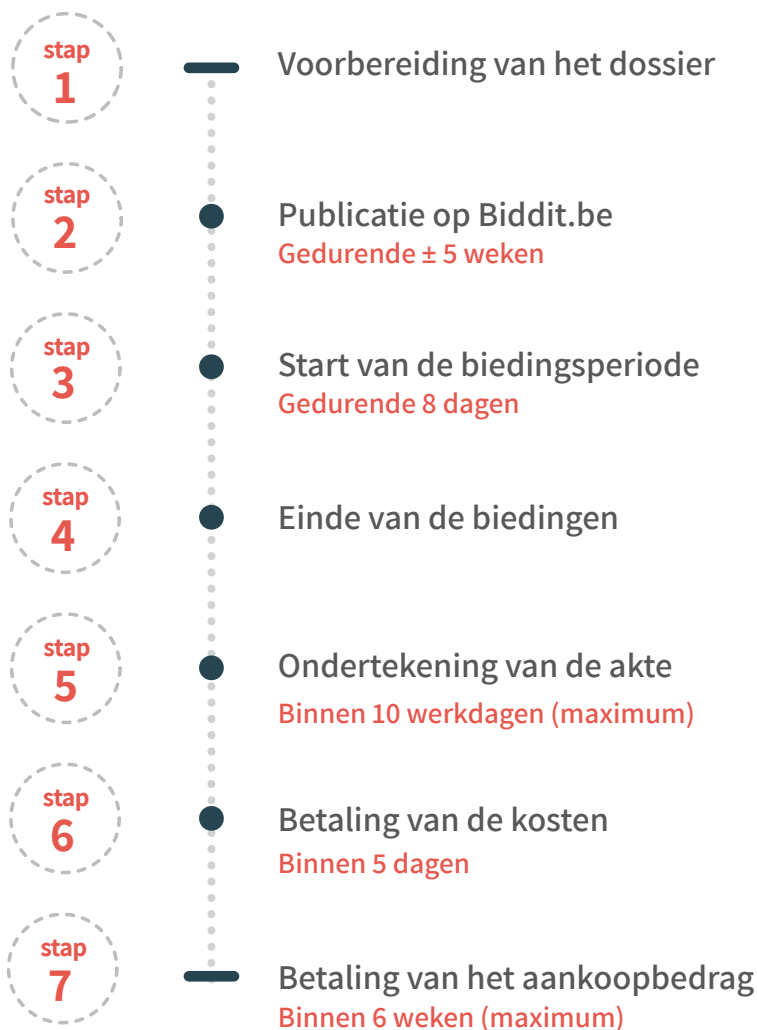 stap
1
Voorbereiding van het dossier
stap
2
Publicatie op Biddit.be
Gedurende ± 5 weken
stap
3
Start van de biedingsperiode
Gedurende 8 dagen
stap
4
Einde van de biedingen
stap
5
Ondertekening van de akte
Binnen 10 werkdagen (maximum)
stap
6
Betaling van de kosten
Binnen 5 dagen
stap
7
Betaling van het aankoopbedrag
Binnen 6 weken (maximum)